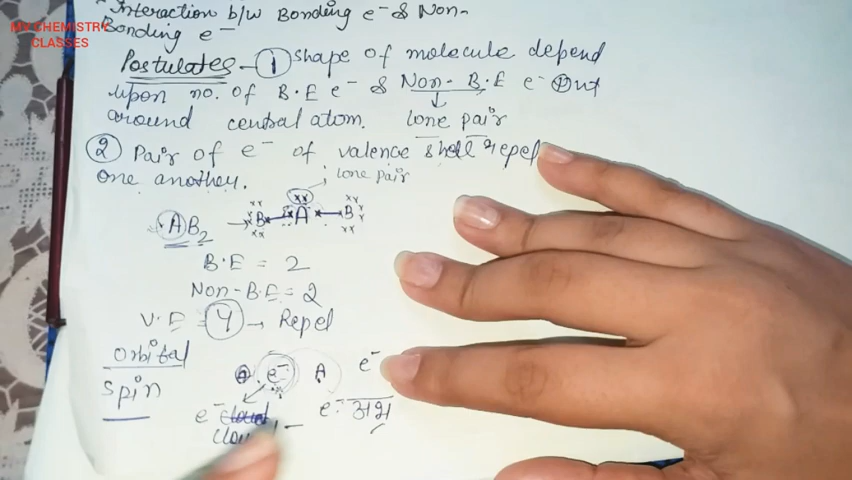 MY CHEMISTRY
CLASSES
Interaction b/w Bonding e⁻ & Non-
Bonding e⁻
Postulates - ① shape of molecule depend
upon no. of B.E e⁻ & Non-B.E e⁻
around central atom. lone pair
② Pair of e⁻ of valence shell repel
one another. lone pair
AB₂ → B A B
B.E = 2
Non-B.E = 2
V.E = 4 → Repel
orbital
spin
e⁻ A e⁻
e⁻ cloud e⁻ अभ्र